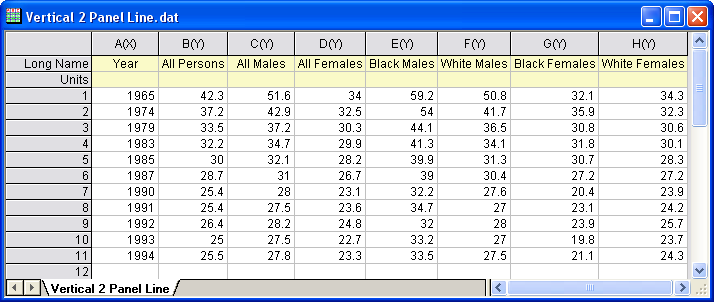 Vertical 2 Panel Line.dat
A(X) B(Y) C(Y) D(Y) E(Y) F(Y) G(Y) H(Y)
Long Name Year All Persons All Males All Females Black Males White Males Black Females White Females
Units
1 1965 42.3 51.6 34 59.2 50.8 32.1 34.3
2 1974 37.2 42.9 32.5 54 41.7 35.9 32.3
3 1979 33.5 37.2 30.3 44.1 36.5 30.8 30.6
4 1983 32.2 34.7 29.9 41.3 34.1 31.8 30.1
5 1985 30 32.1 28.2 39.9 31.3 30.7 28.3
6 1987 28.7 31 26.7 39 30.4 27.2 27.2
7 1990 25.4 28 23.1 32.2 27.6 20.4 23.9
8 1991 25.4 27.5 23.6 34.7 27 23.1 24.2
9 1992 26.4 28.2 24.8 32 28 23.9 25.7
10 1993 25 27.5 22.7 33.2 27 19.8 23.7
11 1994 25.5 27.8 23.3 33.5 27.5 21.1 24.3
12
Vertical 2 Panel Line